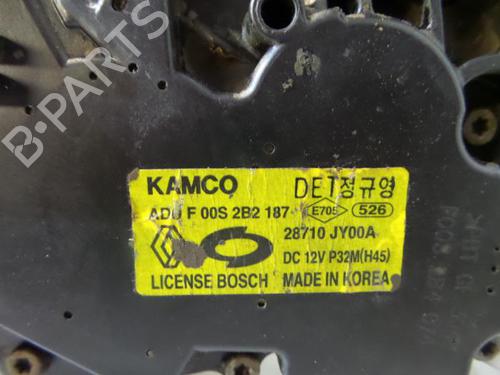 B-PARTS
KAMCO DET정규영
ADU F 00S 2B2 187 E705 526
28710 JY00A
DC 12V P32M(H45)
LICENSE BOSCH MADE IN KOREA